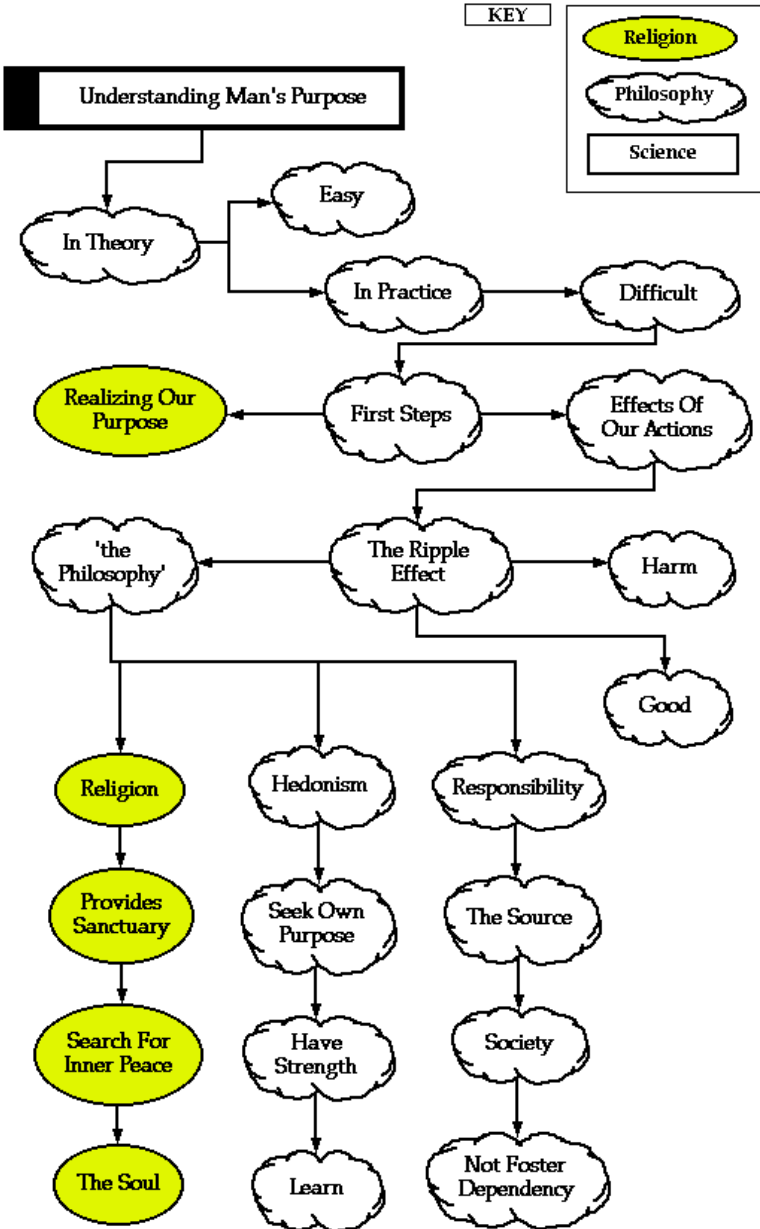 KEY
Religion
Philosophy
Science
Understanding Man's Purpose
Easy
In Theory
In Practice
Difficult
Realizing Our
Purpose
First Steps
Effects Of
Our Actions
'the
Philosophy'
The Ripple
Effect
Harm
Good
Religion
Hedonism
Responsibility
Provides
Sanctuary
Seek Own
Purpose
The Source
Search For
Inner Peace
Have
Strength
Society
The Soul
Learn
Not Foster
Dependency